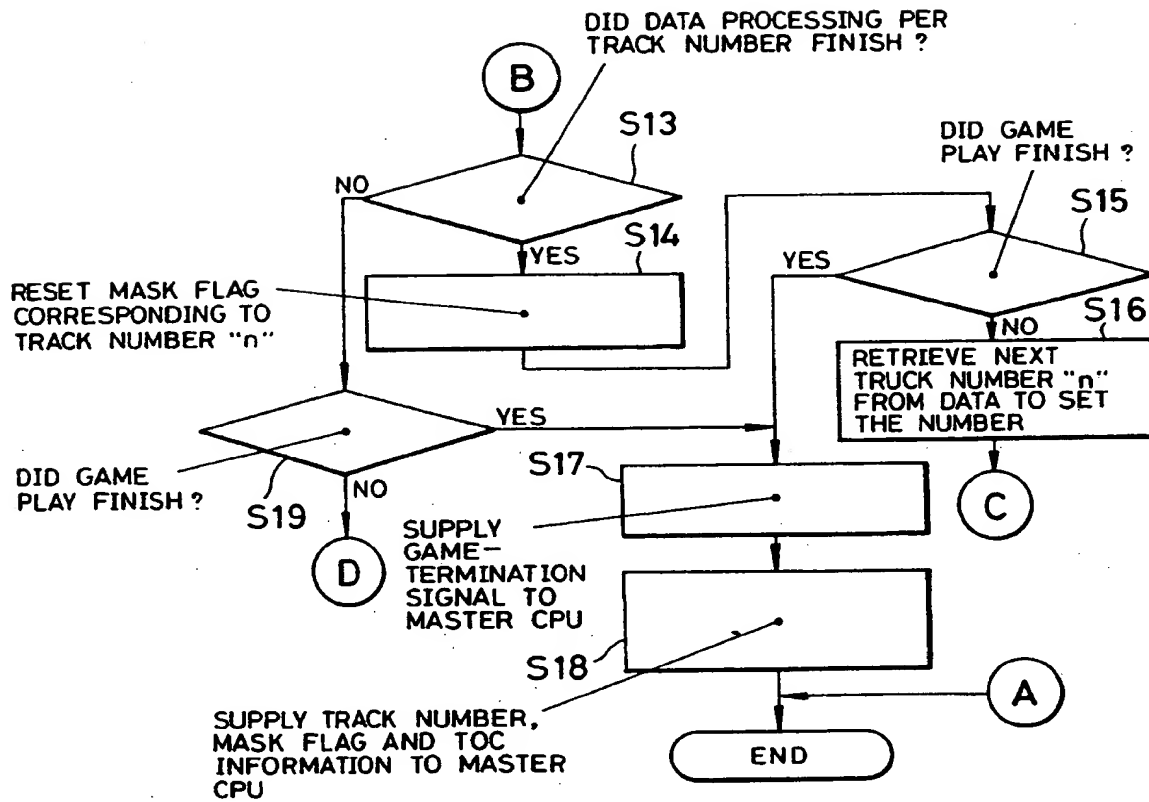 DID DATA PROCESSING PER
TRACK NUMBER FINISH ?
B
S13
DID GAME
PLAY FINISH ?
NO
S15
S14
YES
YES
RESET MASK FLAG
CORRESPONDING TO
TRACK NUMBER "n"
NO
S16
RETRIEVE NEXT
TRUCK NUMBER "n"
FROM DATA TO SET
THE NUMBER
YES
DID GAME
PLAY FINISH ?
S19
NO
S17
C
D
SUPPLY
GAME-
TERMINATION
SIGNAL TO
MASTER CPU
S18
A
SUPPLY TRACK NUMBER,
MASK FLAG AND TOC
INFORMATION TO MASTER
CPU
END